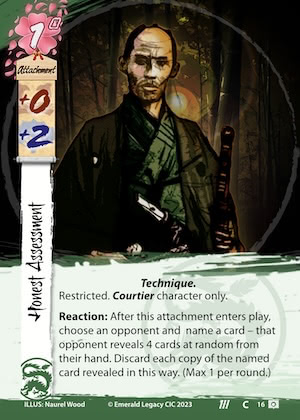 1
Attachment
+0
+2
Honest Assessment
Technique.
Restricted. Courtier character only.
Reaction: After this attachment enters play,
choose an opponent and name a card – that
opponent reveals 4 cards at random from
their hand. Discard each copy of the named
card revealed in this way. (Max 1 per round.)
ILLUS: Naurel Wood © Emerald Legacy CIC 2023 C 16